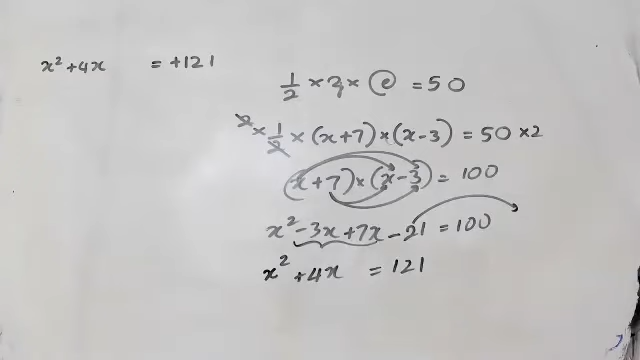 x² + 4x = +121
1/2 × z × e = 50
2 × 1/2 × (x+7) × (x-3) = 50 × 2
(x+7) × (x-3) = 100
x² - 3x + 7x - 21 = 100
x² + 4x = 121